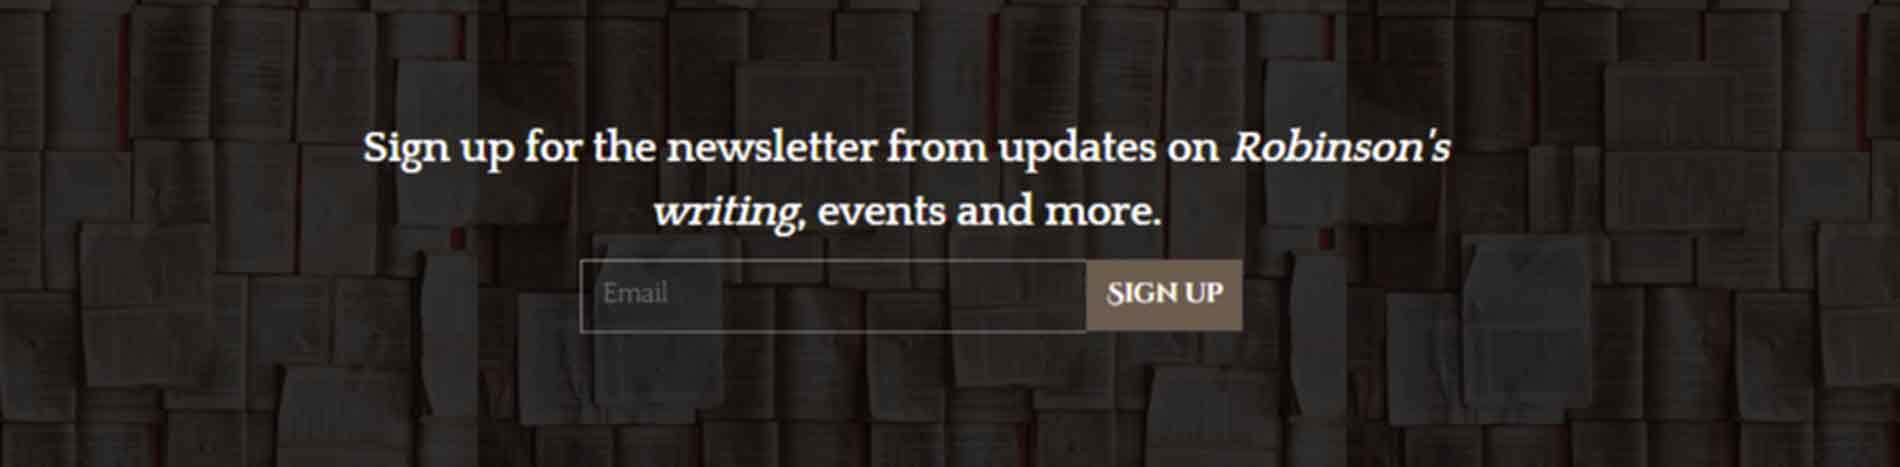 Sign up for the newsletter from updates on Robinson's
writing, events and more.
Email
SIGN UP